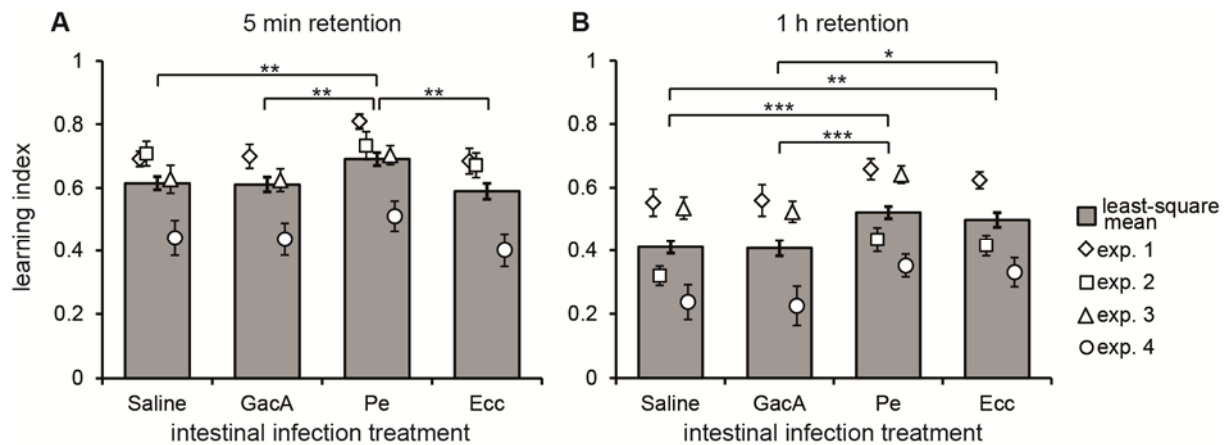 A
5 min retention
B
1 h retention
learning index
1
0.8
0.6
0.4
0.2
0
**
**
**
Saline
GacA
Pe
Ecc
intestinal infection treatment
1
0.8
0.6
0.4
0.2
0
*
**
***
***
Saline
GacA
Pe
Ecc
intestinal infection treatment
least-square
mean
exp. 1
exp. 2
exp. 3
exp. 4